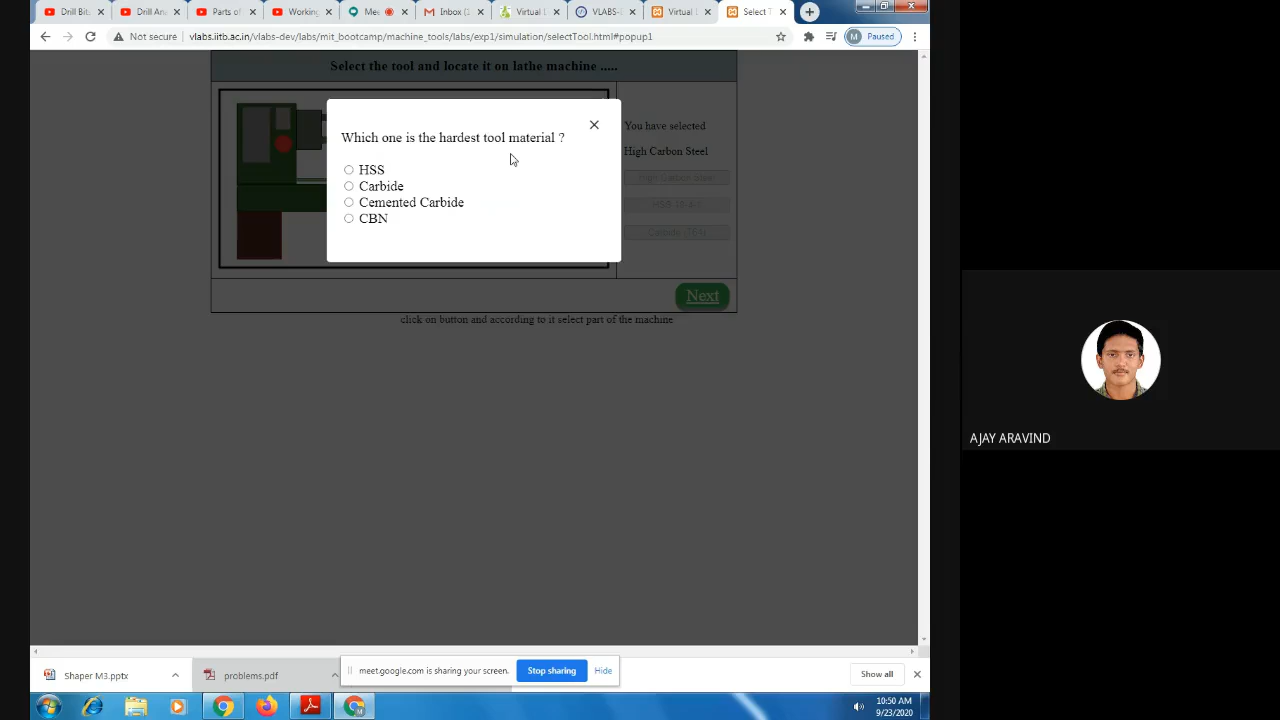 Drill Bit:
Drill An
Parts of
Working
Mee
Inbox (2
Virtual L
VLABS-I
Virtual L
Select T
Not secure
vlabs.iitb.ac.in/vlabs-dev/labs/mit_bootcamp/machine_tools/labs/exp1/simulation/selectTool.html#popup1
M Paused
Select the tool and locate it on lathe machine .....
Which one is the hardest tool material ?
HSS
Carbide
Cemented Carbide
CBN
You have selected
High Carbon Steel
High Carbon Steel
Next
click on button and according to it select part of the machine
AJAY ARAVIND
Shaper M3.pptx
problems.pdf
meet.google.com is sharing your screen.
Stop sharing
Hide
Show all
10:50 AM
9/23/2020